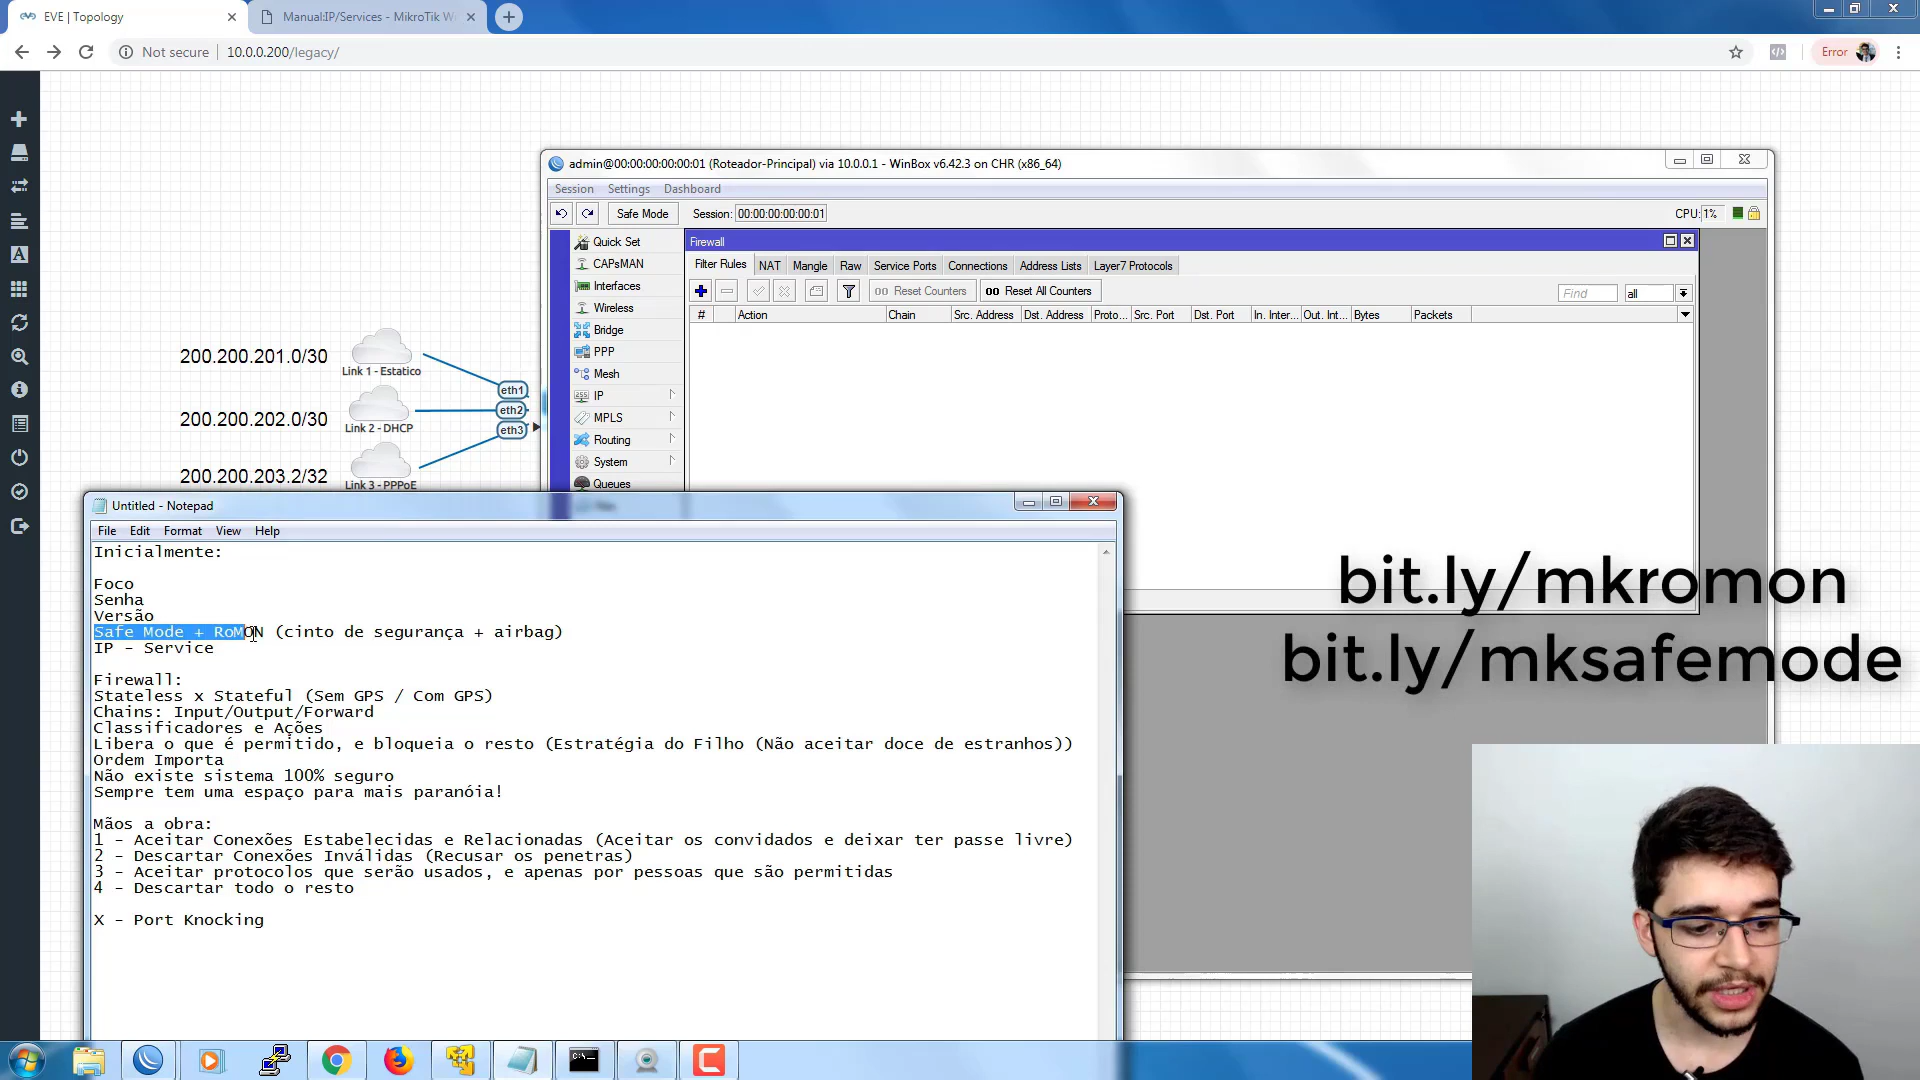 EVE | Topology
Manual:IP/Services - MikroTik W
Not secure
10.0.0.200/legacy/
Error
admin@00:00:00:00:00:01 (Roteador-Principal) via 10.0.0.1 - WinBox v6.42.3 on CHR (x86_64)
Session Settings Dashboard
Safe Mode
Session: 00:00:00:00:00:01
CPU: 1%
Quick Set
CAPsMAN
Interfaces
Wireless
Bridge
PPP
Mesh
IP
MPLS
Routing
System
Queues
Firewall
Filter Rules NAT Mangle Raw Service Ports Connections Address Lists Layer7 Protocols
00 Reset Counters
00 Reset All Counters
Find
all
# Action Chain Src. Address Dst. Address Proto... Src. Port Dst. Port In. Inter... Out. Int... Bytes Packets
200.200.201.0/30
Link 1 - Estatico
eth1
200.200.202.0/30
Link 2 - DHCP
eth2
200.200.203.2/32
Link 3 - PPPoE
eth3
Untitled - Notepad
File Edit Format View Help
Inicialmente:
Foco
Senha
Versão
Safe Mode + RoMON (cinto de segurança + airbag)
IP - Service
Firewall:
Stateless x Stateful (Sem GPS / Com GPS)
Chains: Input/Output/Forward
Classificadores e Ações
Libera o que é permitido, e bloqueia o resto (Estratégia do Filho (Não aceitar doce de estranhos))
Ordem Importa
Não existe sistema 100% seguro
Sempre tem uma espaço para mais paranóia!
Mãos a obra:
1 - Aceitar Conexões Estabelecidas e Relacionadas (Aceitar os convidados e deixar ter passe livre)
2 - Descartar Conexões Inválidas (Recusar os penetras)
3 - Aceitar protocolos que serão usados, e apenas por pessoas que são permitidas
4 - Descartar todo o resto
X - Port Knocking
bit.ly/mkromon
bit.ly/mksafemode